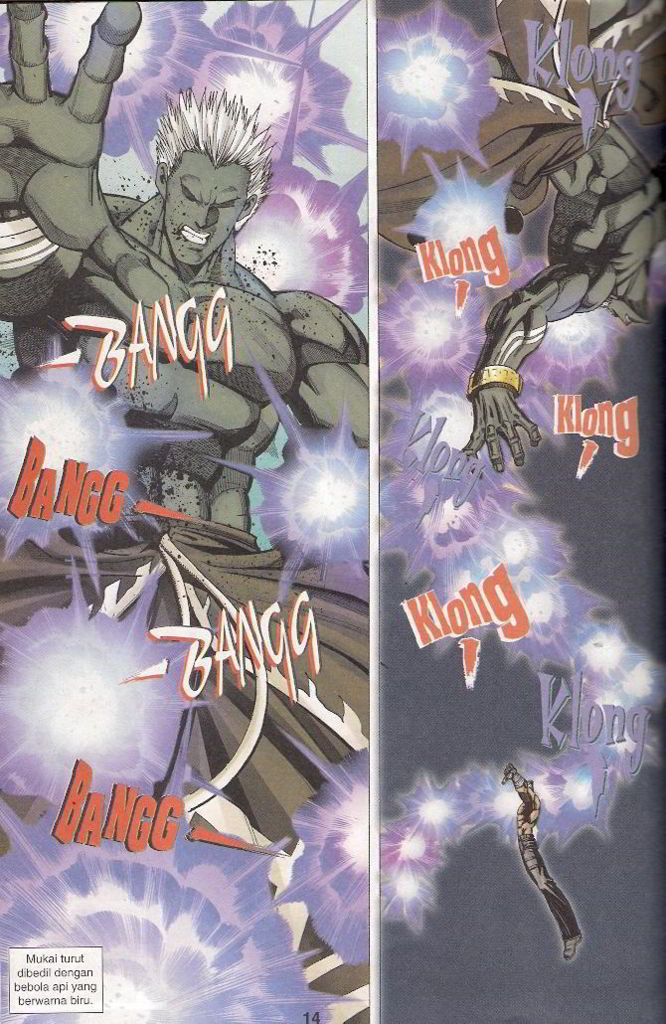 BANGG
BANGG
BANGG
BANGG
Mukai turut
dibedil dengan
bebola api yang
berwarna biru.
14
Klong
Klong!
Klong!
Klong
Klong!
Klong